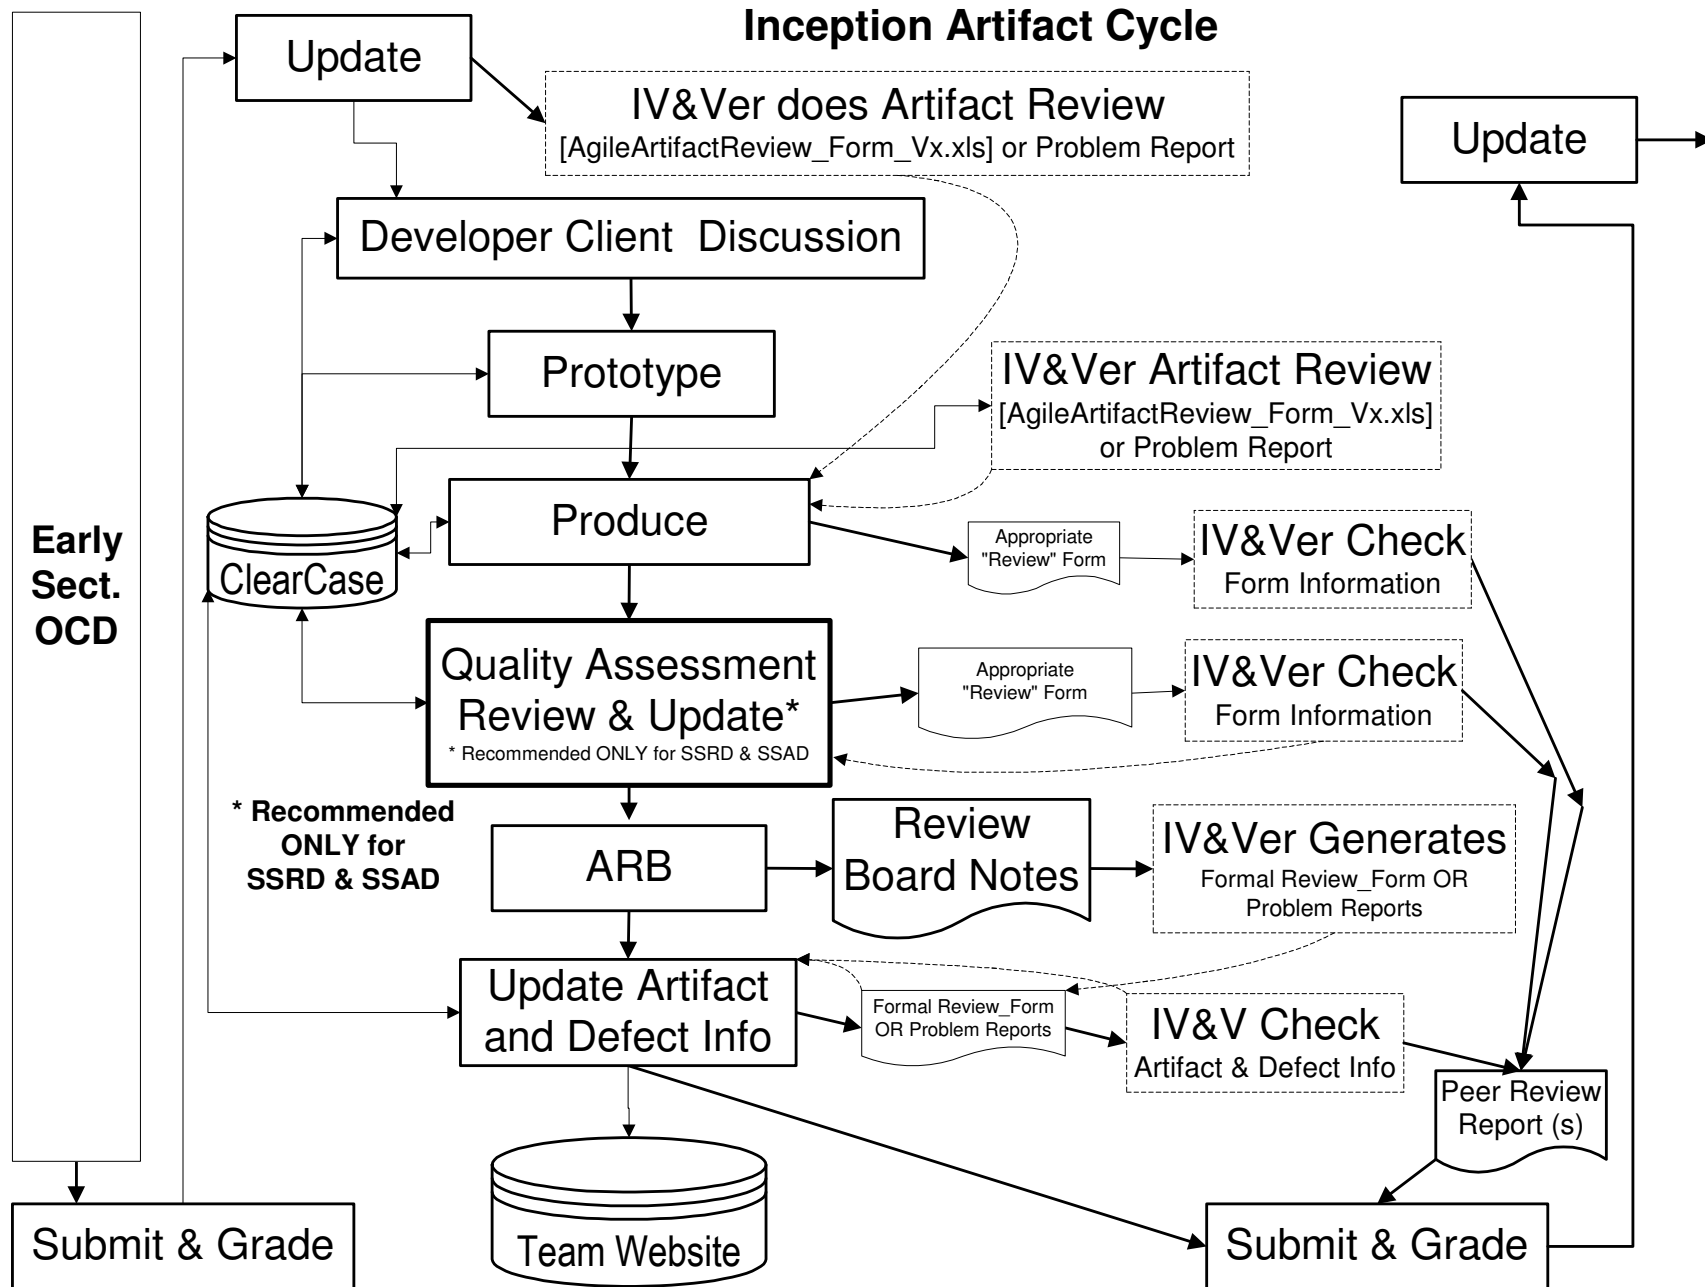 Inception Artifact Cycle
Update
IV&Ver does Artifact Review
[AgileArtifactReview_Form_Vx.xls] or Problem Report
Update
Developer Client  Discussion
Prototype
IV&Ver Artifact Review
[AgileArtifactReview_Form_Vx.xls]
or Problem Report
Early
Sect.
OCD
ClearCase
Produce
Appropriate
"Review" Form
IV&Ver Check
Form Information
Quality Assessment
Review & Update*
* Recommended ONLY for SSRD & SSAD
Appropriate
"Review" Form
IV&Ver Check
Form Information
* Recommended
ONLY for
SSRD & SSAD
ARB
Review
Board Notes
IV&Ver Generates
Formal Review_Form OR
Problem Reports
Update Artifact
and Defect Info
Formal Review_Form
OR Problem Reports
IV&V Check
Artifact & Defect Info
Peer Review
Report (s)
Submit & Grade
Team Website
Submit & Grade